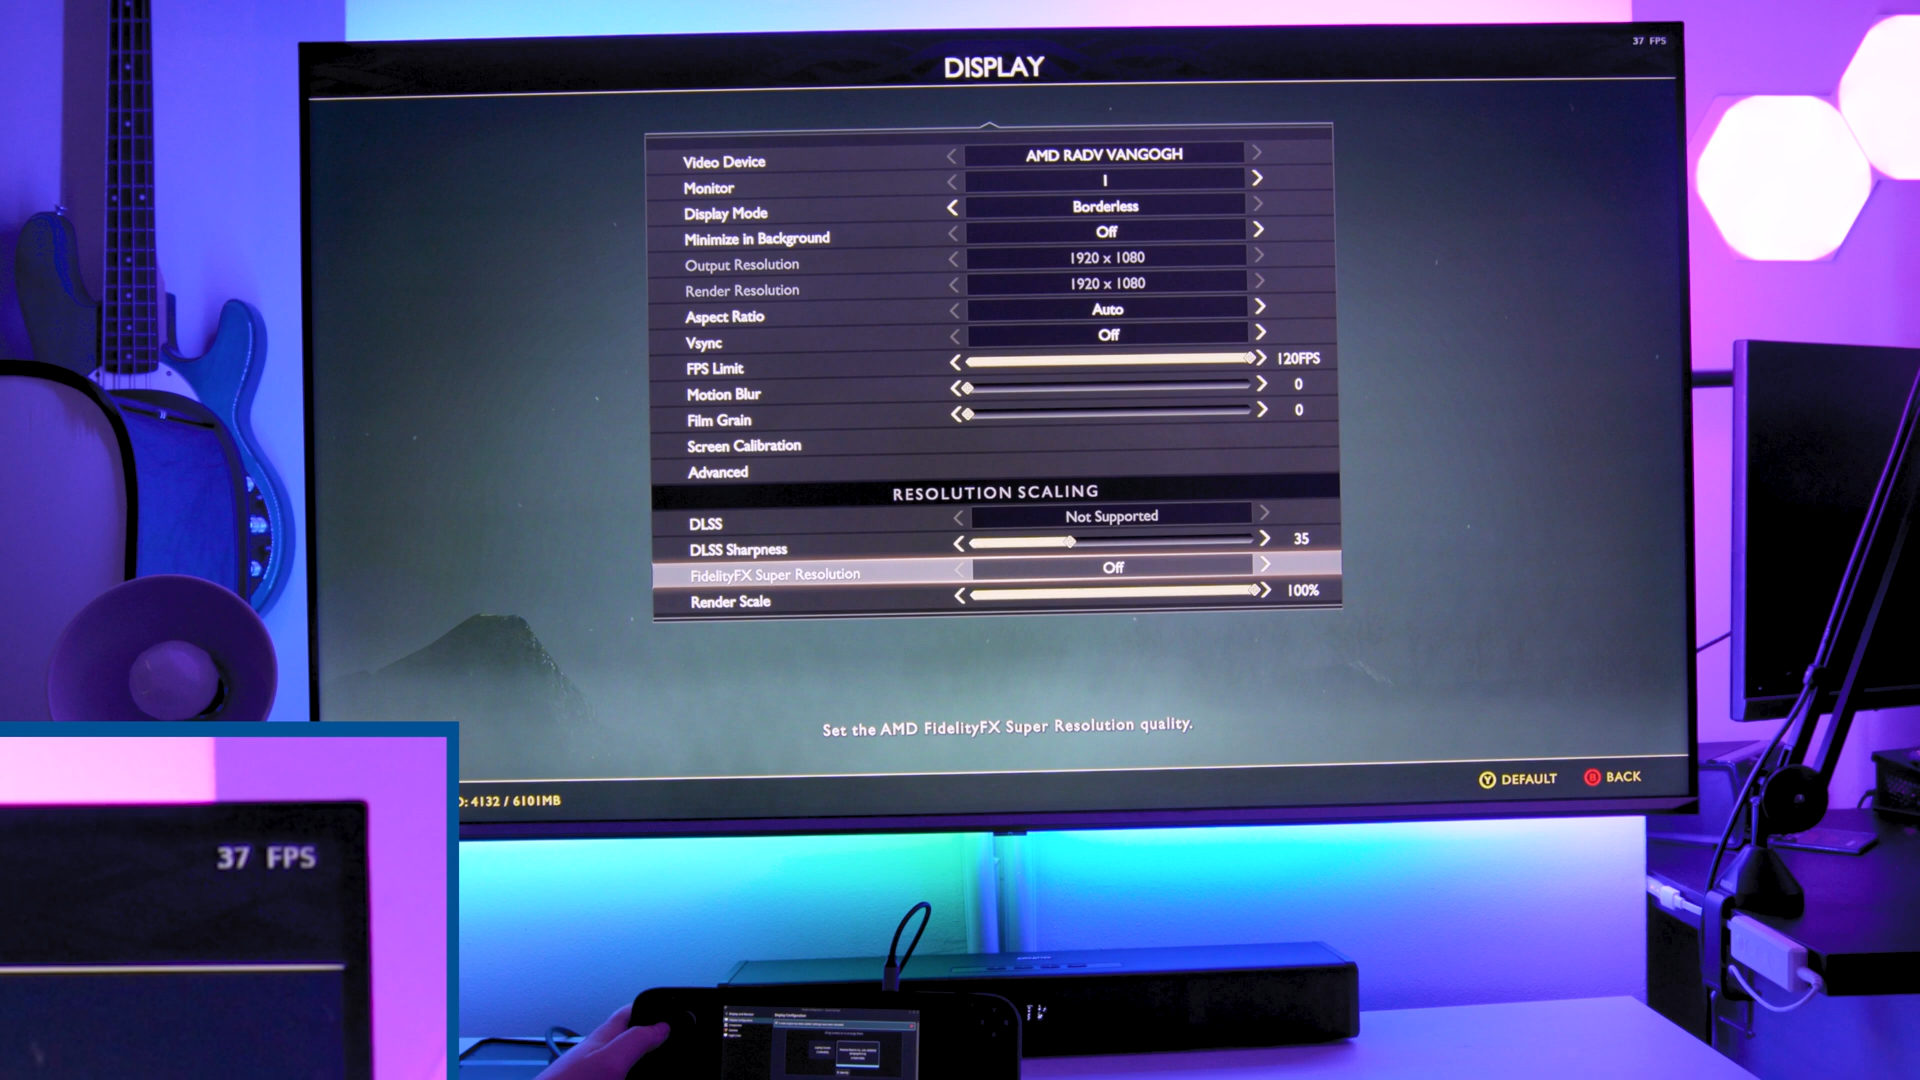 37 FPS
DISPLAY
Video Device AMD RADV VANGOGH
Monitor 1
Display Mode Borderless
Minimize in Background Off
Output Resolution 1920 x 1080
Render Resolution 1920 x 1080
Aspect Ratio Auto
Vsync Off
FPS Limit 120FPS
Motion Blur 0
Film Grain 0
Screen Calibration
Advanced
RESOLUTION SCALING
DLSS Not Supported
DLSS Sharpness 35
FidelityFX Super Resolution Off
Render Scale 100%
Set the AMD FidelityFX Super Resolution quality.
Y DEFAULT B BACK
: 4132 / 6101MB
37 FPS
Display Configuration